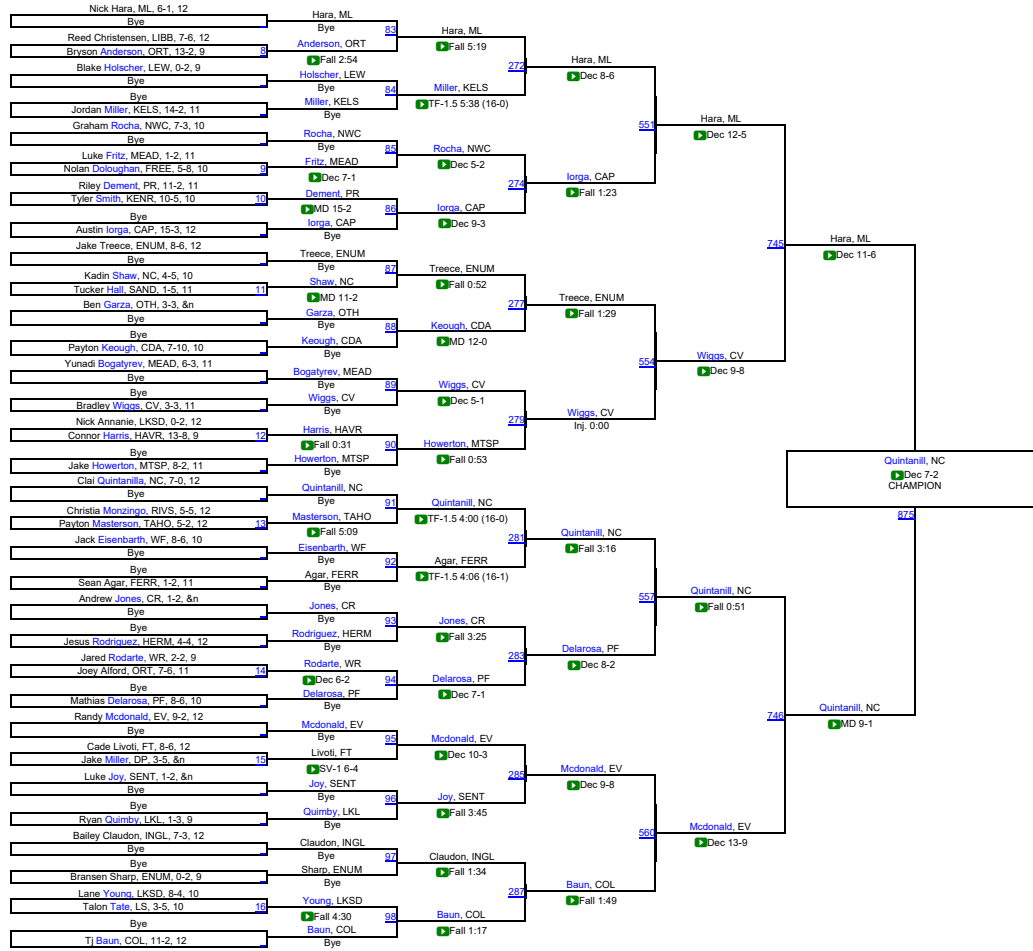 Nick Hara, ML, 6-1, 12
Bye
Reed Christensen, LIBB, 7-6, 12
Bryson Anderson, ORT, 13-2, 9
8
Blake Holscher, LEW, 0-2, 9
Bye
Bye
Jordan Miller, KELS, 14-2, 11
Graham Rocha, NWC, 7-3, 10
Bye
Luke Fritz, MEAD, 1-2, 11
Nolan Doloughan, FREE, 5-8, 10
9
Riley Dement, PR, 11-2, 11
Tyler Smith, KENR, 10-5, 10
10
Bye
Austin Iorga, CAP, 15-3, 12
Jake Treece, ENUM, 8-6, 12
Bye
Kadin Shaw, NC, 4-5, 10
Tucker Hall, SAND, 1-5, 11
11
Ben Garza, OTH, 3-3, &n
Bye
Bye
Payton Keough, CDA, 7-10, 10
Yunadi Bogatyrev, MEAD, 6-3, 11
Bye
Bye
Bradley Wiggs, CV, 3-3, 11
Nick Annanie, LKSD, 0-2, 12
Connor Harris, HAVR, 13-8, 9
12
Bye
Jake Howerton, MTSP, 8-2, 11
Clai Quintanilla, NC, 7-0, 12
Bye
Christia Monzingo, RIVS, 5-5, 12
Payton Masterson, TAHO, 5-2, 12
13
Jack Eisenbarth, WF, 8-6, 10
Bye
Bye
Sean Agar, FERR, 1-2, 11
Andrew Jones, CR, 1-2, &n
Bye
Bye
Jesus Rodriguez, HERM, 4-4, 12
Jared Rodarte, WR, 2-2, 9
Joey Alford, ORT, 7-6, 11
14
Bye
Mathias Delarosa, PF, 8-6, 10
Randy Mcdonald, EV, 9-2, 12
Bye
Cade Livoti, FT, 8-6, 12
Jake Miller, DP, 3-5, &n
15
Luke Joy, SENT, 1-2, &n
Bye
Bye
Ryan Quimby, LKL, 1-3, 9
Bailey Claudon, INGL, 7-3, 12
Bye
Bye
Bransen Sharp, ENUM, 0-2, 9
Lane Young, LKSD, 8-4, 10
Talon Tate, LS, 3-5, 10
16
Bye
Tj Baun, COL, 11-2, 12
Hara, ML
Bye
83
Anderson, ORT
Fall 2:54
Holscher, LEW
Bye
84
Miller, KELS
Bye
Rocha, NWC
Bye
85
Fritz, MEAD
Dec 7-1
Dement, PR
MD 15-2
86
Iorga, CAP
Bye
Treece, ENUM
Bye
87
Shaw, NC
MD 11-2
Garza, OTH
Bye
88
Keough, CDA
Bye
Bogatyrev, MEAD
Bye
89
Wiggs, CV
Bye
Harris, HAVR
Fall 0:31
90
Howerton, MTSP
Bye
Quintanill, NC
Bye
91
Masterson, TAHO
Fall 5:09
Eisenbarth, WF
Bye
92
Agar, FERR
Bye
Jones, CR
Bye
93
Rodriguez, HERM
Bye
Rodarte, WR
Dec 6-2
94
Delarosa, PF
Bye
Mcdonald, EV
Bye
95
Livoti, FT
SV-1 6-4
Joy, SENT
Bye
96
Quimby, LKL
Bye
Claudon, INGL
Bye
97
Sharp, ENUM
Bye
Young, LKSD
Fall 4:30
98
Baun, COL
Bye
Hara, ML
Fall 5:19
272
Miller, KELS
TF-1.5 5:38 (16-0)
Rocha, NWC
Dec 5-2
274
Iorga, CAP
Dec 9-3
Treece, ENUM
Fall 0:52
277
Keough, CDA
MD 12-0
Wiggs, CV
Dec 5-1
279
Howerton, MTSP
Fall 0:53
Quintanill, NC
TF-1.5 4:00 (16-0)
281
Agar, FERR
TF-1.5 4:06 (16-1)
Jones, CR
Fall 3:25
283
Delarosa, PF
Dec 7-1
Mcdonald, EV
Dec 10-3
285
Joy, SENT
Fall 3:45
Claudon, INGL
Fall 1:34
287
Baun, COL
Fall 1:17
Hara, ML
Dec 8-6
551
Iorga, CAP
Fall 1:23
Treece, ENUM
Fall 1:29
554
Wiggs, CV
Inj. 0:00
Quintanill, NC
Fall 3:16
557
Delarosa, PF
Dec 8-2
Mcdonald, EV
Dec 9-8
560
Baun, COL
Fall 1:49
Hara, ML
Dec 12-5
745
Wiggs, CV
Dec 9-8
Quintanill, NC
Fall 0:51
746
Mcdonald, EV
Dec 13-9
Hara, ML
Dec 11-6
Quintanill, NC
Dec 7-2
CHAMPION
875
Quintanill, NC
MD 9-1